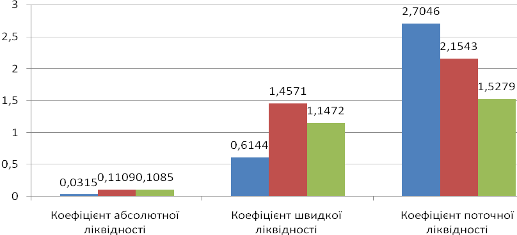 3
2,7046
2,5
2,1543
2
1,5279
1,4571
1,5
1,1472
1
0,6144
0,5
0,0315
0,1109
0,1085
0
Коефіцієнт абсолютної
ліквідності
Коефіцієнт швидкої
ліквідності
Коефіцієнт поточної
ліквідності